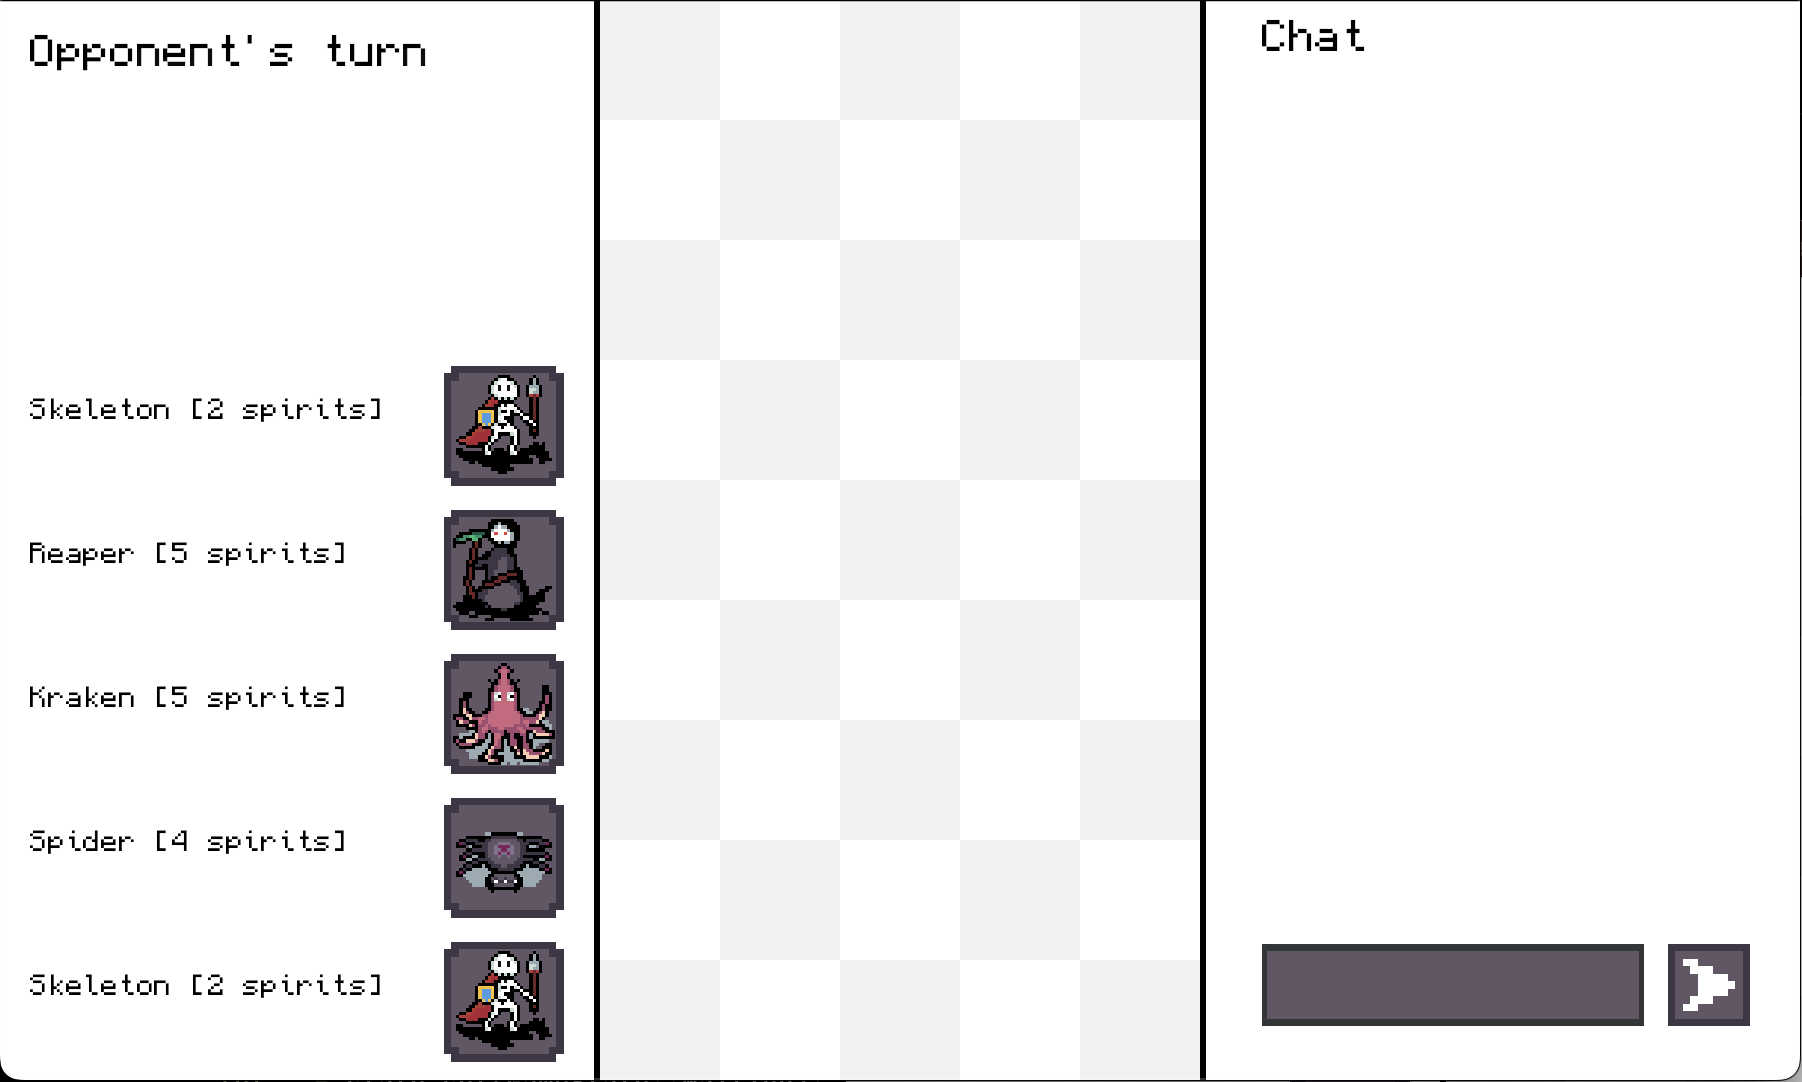 Opponent's turn
Chat
Skeleton [2 spirits]
Reaper [5 spirits]
Kraken [5 spirits]
Spider [4 spirits]
Skeleton [2 spirits]